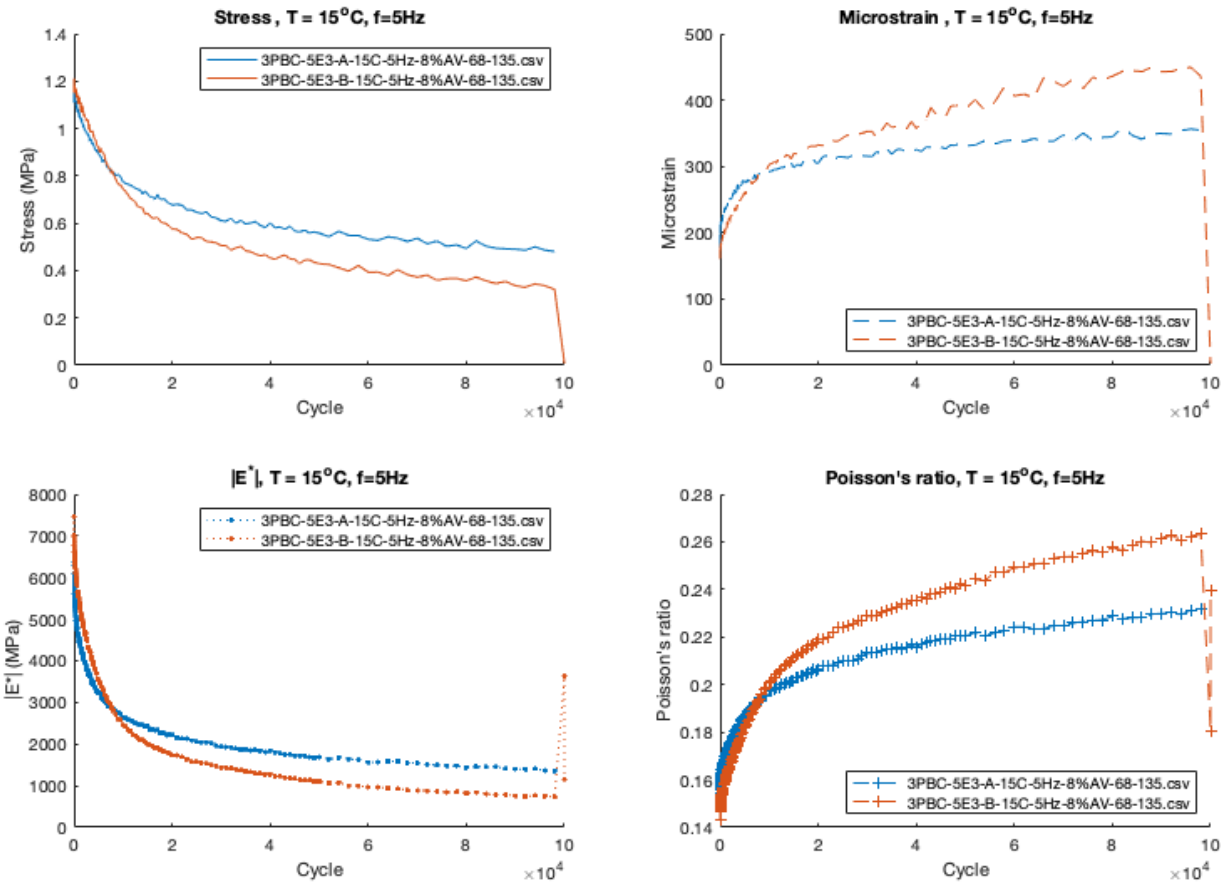 Stress , T = 15°C, f=5Hz
1.4
1.2
1
0.8
0.6
0.4
0.2
0
Stress (MPa)
3PBC-5E3-A-15C-5Hz-8%AV-68-135.csv
3PBC-5E3-B-15C-5Hz-8%AV-68-135.csv
0 2 4 6 8 10
Cycle
×10^4
Microstrain , T = 15°C, f=5Hz
500
400
300
200
100
0
Microstrain
3PBC-5E3-A-15C-5Hz-8%AV-68-135.csv
3PBC-5E3-B-15C-5Hz-8%AV-68-135.csv
0 2 4 6 8 10
Cycle
×10^4
|E*|, T = 15°C, f=5Hz
8000
7000
6000
5000
4000
3000
2000
1000
0
|E*| (MPa)
3PBC-5E3-A-15C-5Hz-8%AV-68-135.csv
3PBC-5E3-B-15C-5Hz-8%AV-68-135.csv
0 2 4 6 8 10
Cycle
×10^4
Poisson's ratio, T = 15°C, f=5Hz
0.28
0.26
0.24
0.22
0.2
0.18
0.16
0.14
Poisson's ratio
3PBC-5E3-A-15C-5Hz-8%AV-68-135.csv
3PBC-5E3-B-15C-5Hz-8%AV-68-135.csv
0 2 4 6 8 10
Cycle
×10^4